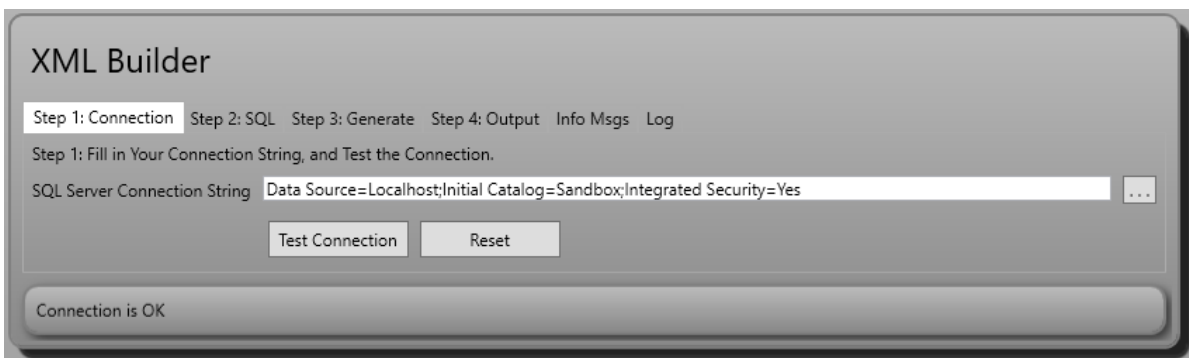 XML Builder
Step 1: Connection Step 2: SQL Step 3: Generate Step 4: Output Info Msgs Log
Step 1: Fill in Your Connection String, and Test the Connection.
SQL Server Connection String Data Source=Localhost;Initial Catalog=Sandbox;Integrated Security=Yes ...
Test Connection Reset
Connection is OK